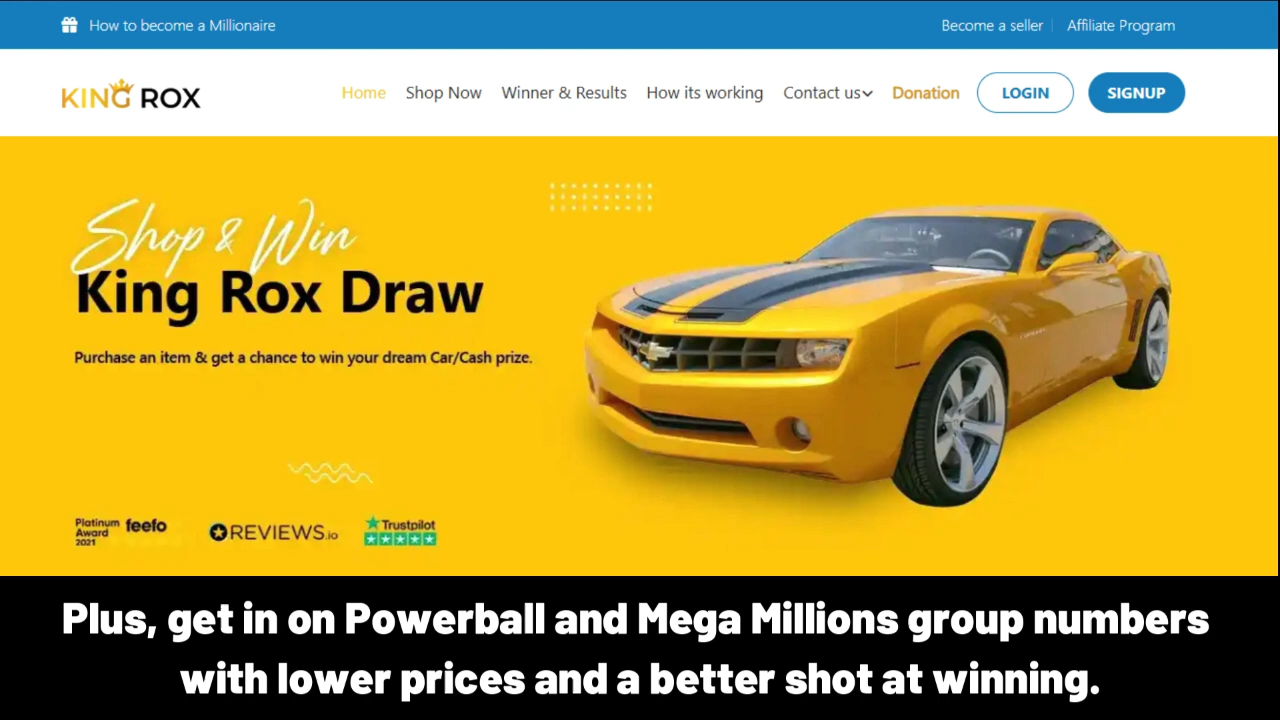 How to become a Millionaire
Become a seller
Affiliate Program
KING ROX
Home
Shop Now
Winner & Results
How its working
Contact us
Donation
LOGIN
SIGNUP
Shop & Win
King Rox Draw
Purchase an item & get a chance to win your dream Car/Cash prize.
Platinum
Award
2021
feefo
REVIEWS.io
Trustpilot
Plus, get in on Powerball and Mega Millions group numbers
with lower prices and a better shot at winning.